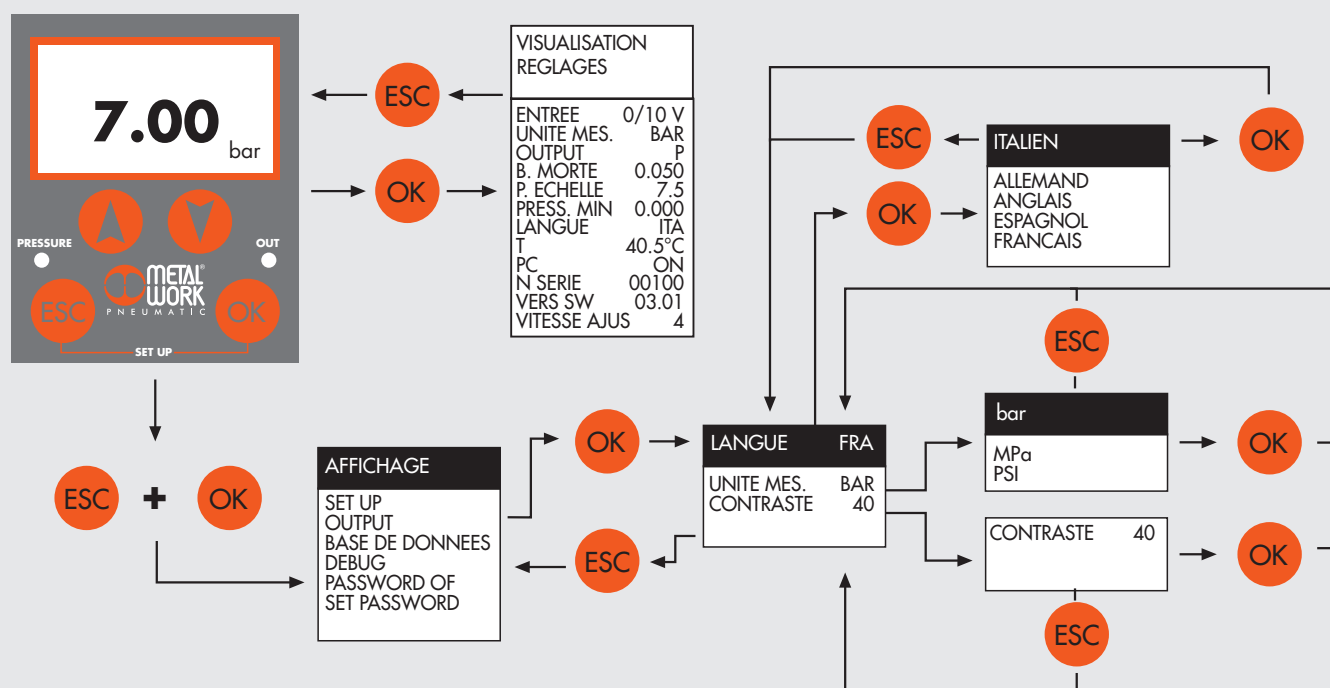 7.00
bar
PRESSURE
OUT
METAL®
WORK
PNEUMATIC
ESC
OK
SET UP
ESC
OK
VISUALISATION
REGLAGES
ENTREE 0/10 V
UNITE MES. BAR
OUTPUT P
B. MORTE 0.050
P. ECHELLE 7.5
PRESS. MIN 0.000
LANGUE ITA
T 40.5°C
PC ON
N SERIE 00100
VERS SW 03.01
VITESSE AJUS 4
ESC
OK
ITALIEN
ALLEMAND
ANGLAIS
ESPAGNOL
FRANCAIS
OK
ESC + OK
AFFICHAGE
SET UP
OUTPUT
BASE DE DONNEES
DEBUG
PASSWORD OF
SET PASSWORD
OK
ESC
LANGUE FRA
UNITE MES. BAR
CONTRASTE 40
ESC
bar
MPa
PSI
OK
CONTRASTE 40
OK
ESC